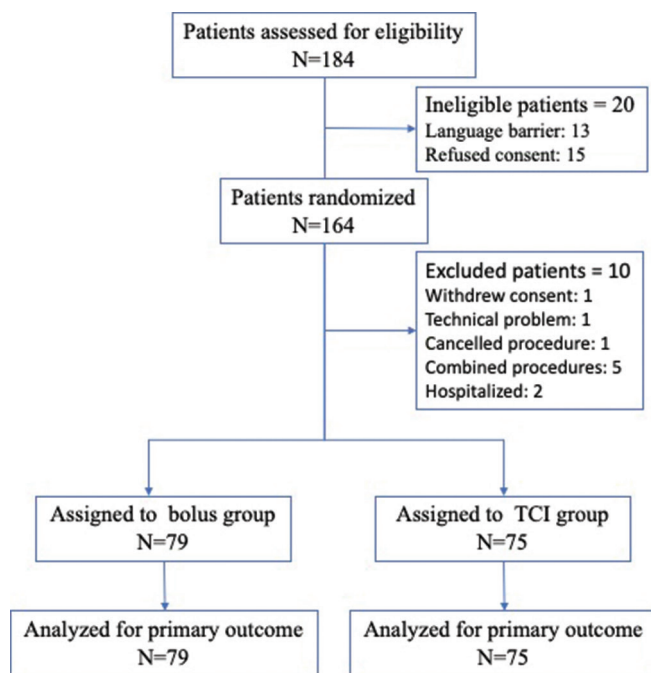 Patients assessed for eligibility
N=184
Ineligible patients = 20
Language barrier: 13
Refused consent: 15
Patients randomized
N=164
Excluded patients = 10
Withdrew consent: 1
Technical problem: 1
Cancelled procedure: 1
Combined procedures: 5
Hospitalized: 2
Assigned to bolus group
N=79
Assigned to TCI group
N=75
Analyzed for primary outcome
N=79
Analyzed for primary outcome
N=75